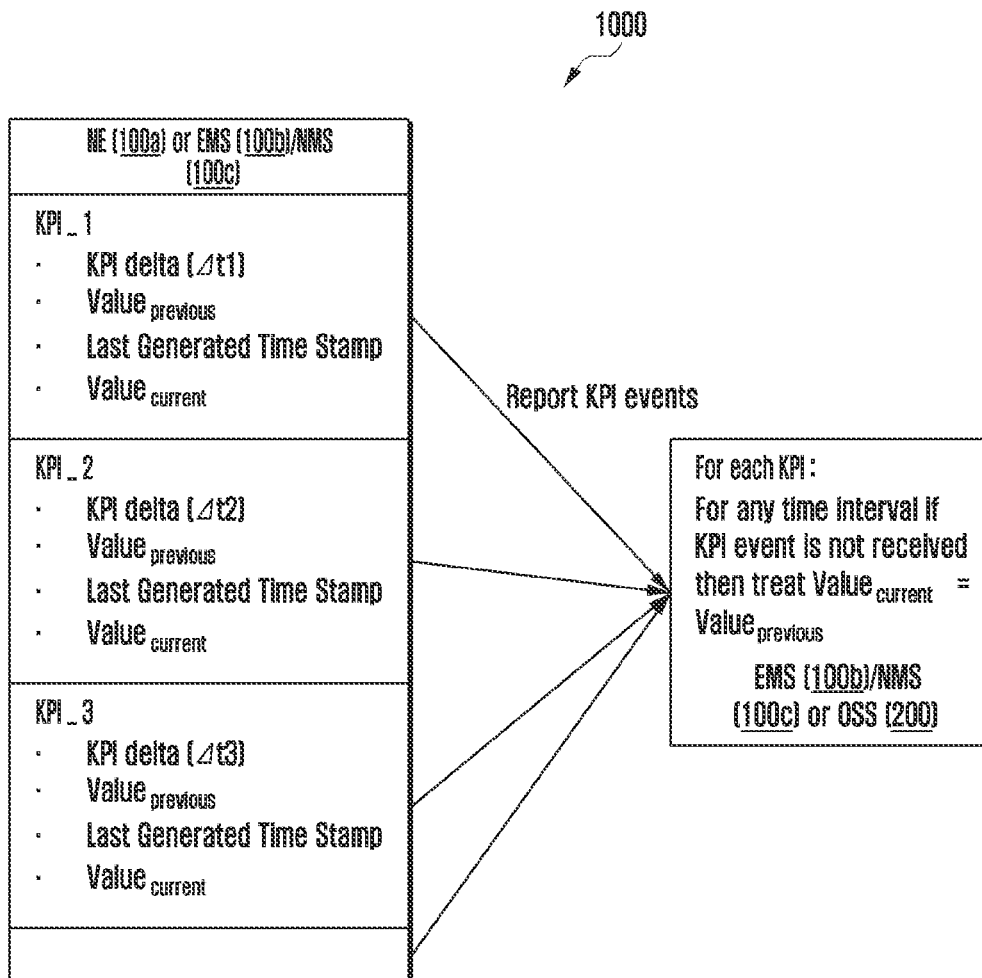 1000
NE (100a) or EMS (100b)/NMS
(100c)
KPI_1
· KPI delta (⊿t1)
· Value previous
· Last Generated Time Stamp
· Value current
KPI_2
· KPI delta (⊿t2)
· Value previous
· Last Generated Time Stamp
· Value current
KPI_3
· KPI delta (⊿t3)
· Value previous
· Last Generated Time Stamp
· Value current
Report KPI events
For each KPI :
For any time interval if
KPI event is not received
then treat Value current =
Value previous
EMS (100b)/NMS
(100c) or OSS (200)